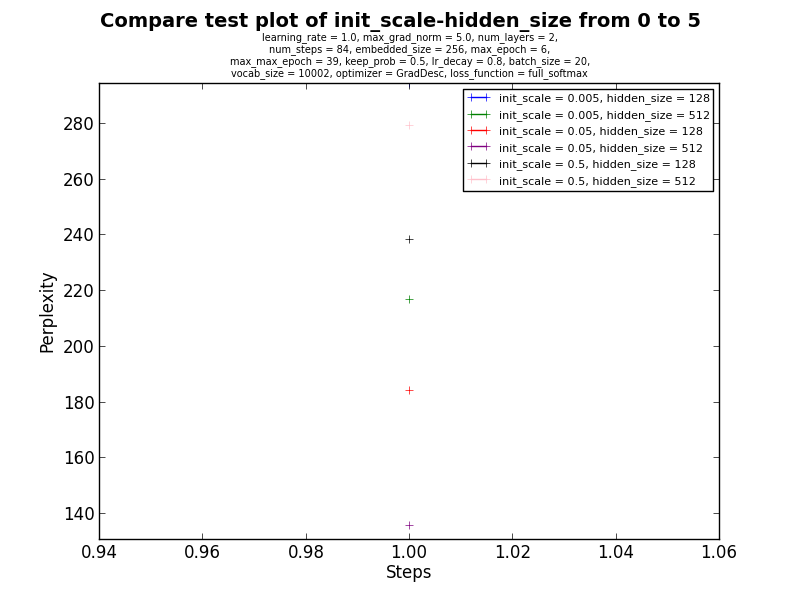 Compare test plot of init_scale-hidden_size from 0 to 5
learning_rate = 1.0, max_grad_norm = 5.0, num_layers = 2,
num_steps = 84, embedded_size = 256, max_epoch = 6,
max_max_epoch = 39, keep_prob = 0.5, lr_decay = 0.8, batch_size = 20,
vocab_size = 10002, optimizer = GradDesc, loss_function = full_softmax
init_scale = 0.005, hidden_size = 128
init_scale = 0.005, hidden_size = 512
init_scale = 0.05, hidden_size = 128
init_scale = 0.05, hidden_size = 512
init_scale = 0.5, hidden_size = 128
init_scale = 0.5, hidden_size = 512
Perplexity
280
260
240
220
200
180
160
140
0.94 0.96 0.98 1.00 1.02 1.04 1.06
Steps